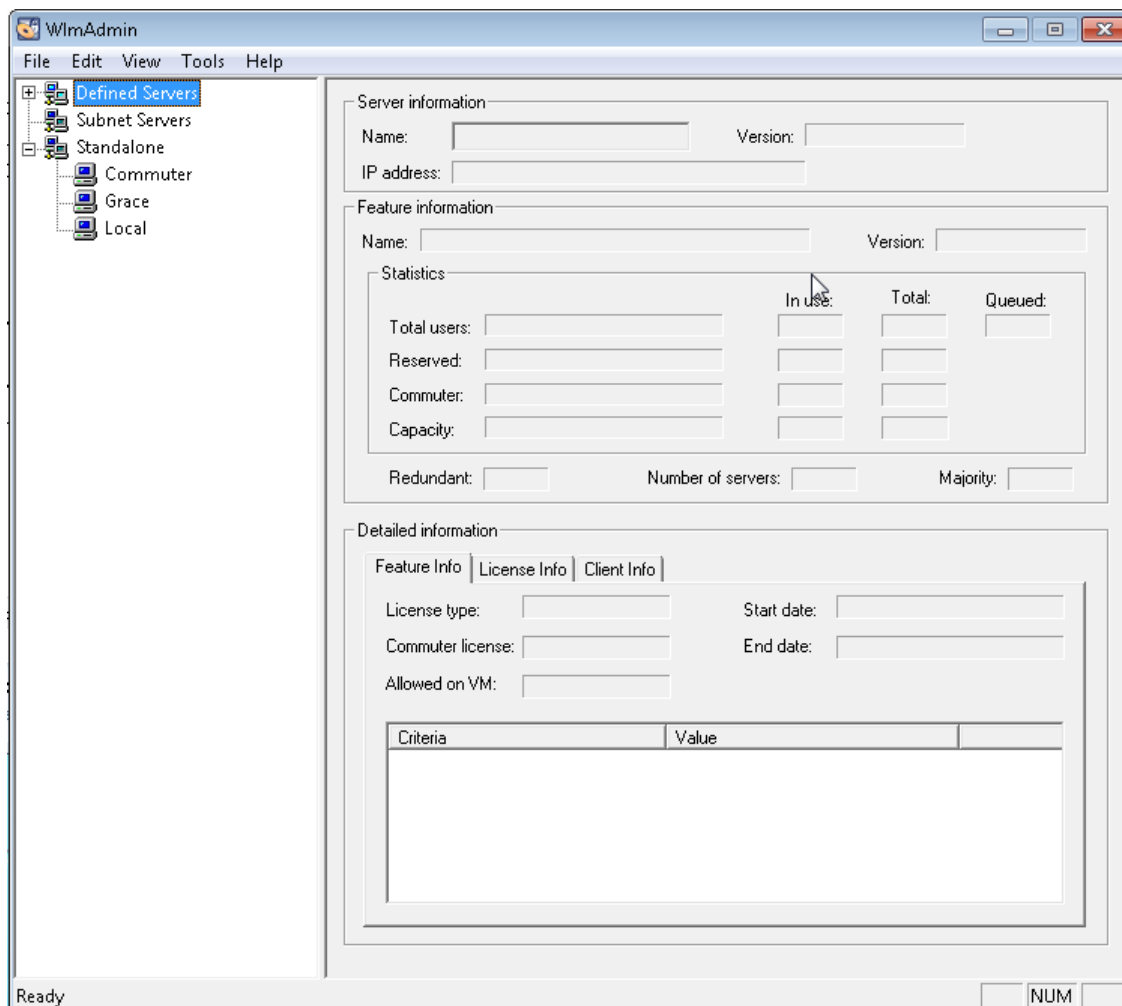 WlmAdmin
File Edit View Tools Help
Defined Servers
Subnet Servers
Standalone
Commuter
Grace
Local
Server information
Name: Version:
IP address:
Feature information
Name: Version:
Statistics
In use: Total: Queued:
Total users:
Reserved:
Commuter:
Capacity:
Redundant: Number of servers: Majority:
Detailed information
Feature Info License Info Client Info
License type: Start date:
Commuter license: End date:
Allowed on VM:
Criteria Value
Ready NUM